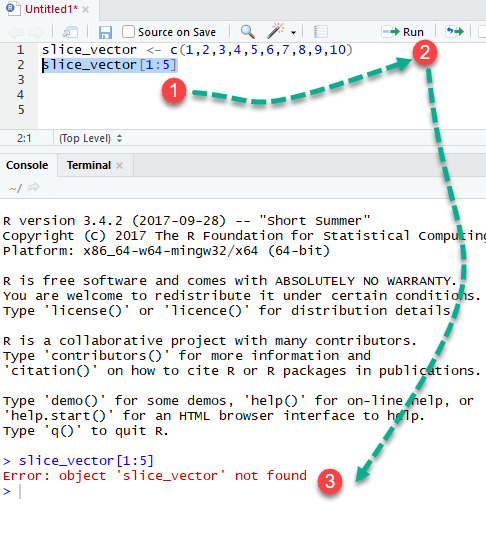 Untitled1* ×
Source on Save
Run
1 slice_vector <- c(1,2,3,4,5,6,7,8,9,10)
2 slice_vector[1:5]
3
4
5
1
2
2:1 (Top Level)
Console Terminal ×
~/
R version 3.4.2 (2017-09-28) -- "Short Summer"
Copyright (C) 2017 The R Foundation for Statistical Computing
Platform: x86_64-w64-mingw32/x64 (64-bit)
R is free software and comes with ABSOLUTELY NO WARRANTY.
You are welcome to redistribute it under certain conditions.
Type 'license()' or 'licence()' for distribution details.
R is a collaborative project with many contributors.
Type 'contributors()' for more information and
'citation()' on how to cite R or R packages in publications.
Type 'demo()' for some demos, 'help()' for on-line help, or
'help.start()' for an HTML browser interface to help.
Type 'q()' to quit R.
> slice_vector[1:5]
Error: object 'slice_vector' not found
3
>